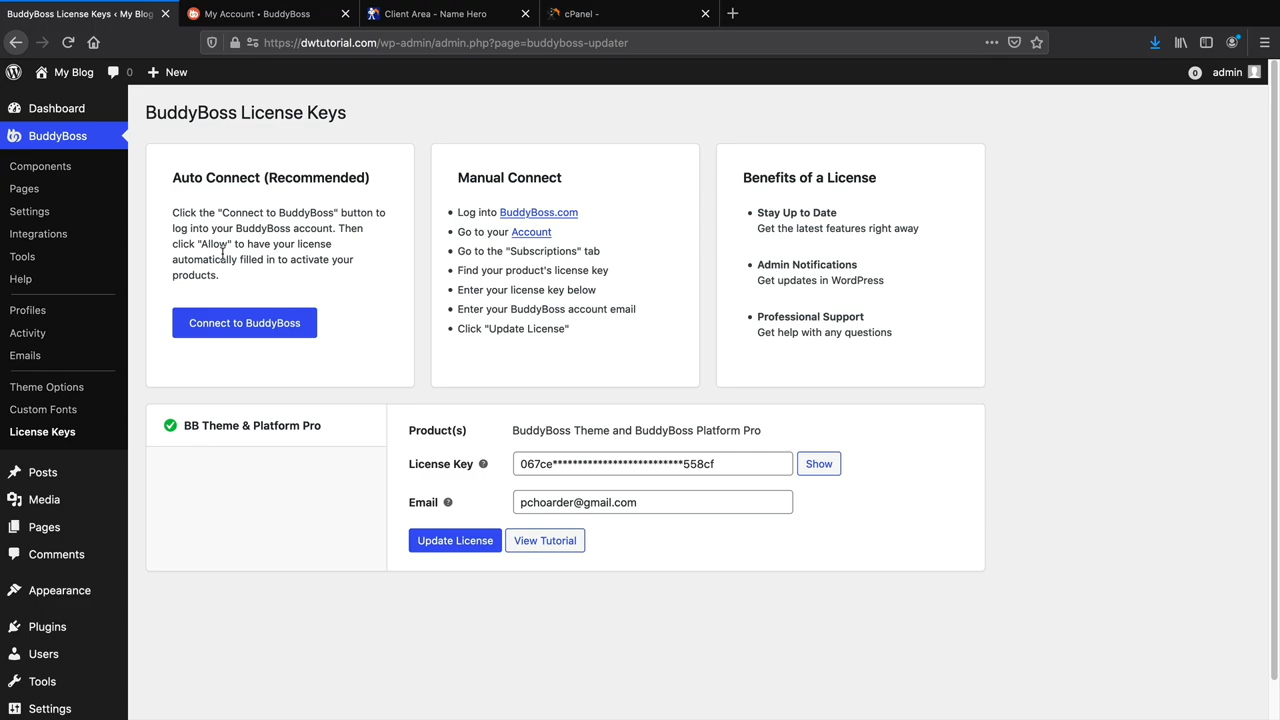 BuddyBoss License Keys ‹ My Blog
My Account • BuddyBoss
Client Area - Name Hero
cPanel -
https://dwtutorial.com/wp-admin/admin.php?page=buddyboss-updater
My Blog
0
New
0
admin
Dashboard
BuddyBoss
Components
Pages
Settings
Integrations
Tools
Help
Profiles
Activity
Emails
Theme Options
Custom Fonts
License Keys
Posts
Media
Pages
Comments
Appearance
Plugins
Users
Tools
Settings
BuddyBoss License Keys
Auto Connect (Recommended)
Click the "Connect to BuddyBoss" button to
log into your BuddyBoss account. Then
click "Allow" to have your license
automatically filled in to activate your
products.
Connect to BuddyBoss
Manual Connect
• Log into BuddyBoss.com
• Go to your Account
• Go to the "Subscriptions" tab
• Find your product's license key
• Enter your license key below
• Enter your BuddyBoss account email
• Click "Update License"
Benefits of a License
• Stay Up to Date
Get the latest features right away
• Admin Notifications
Get updates in WordPress
• Professional Support
Get help with any questions
BB Theme & Platform Pro
Product(s) BuddyBoss Theme and BuddyBoss Platform Pro
License Key ? 067ce**************************558cf Show
Email ? pchoarder@gmail.com
Update License View Tutorial